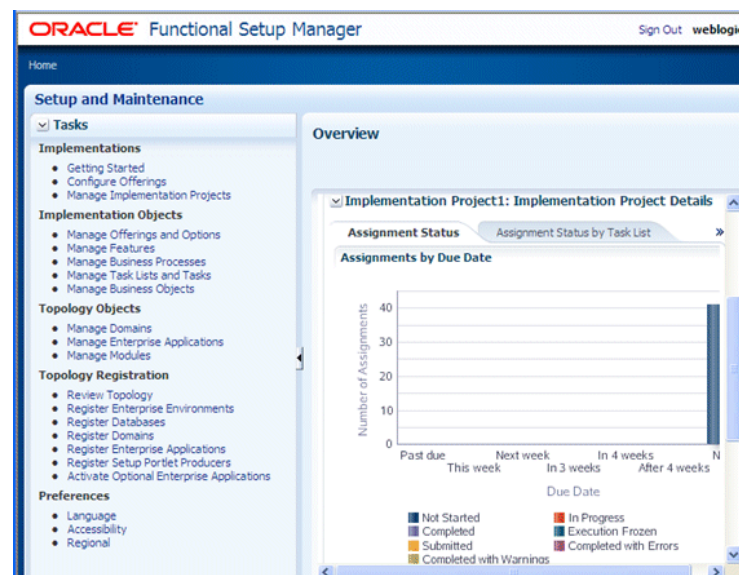 ORACLE Functional Setup Manager
Sign Out weblogi
Home
Setup and Maintenance
Tasks
Implementations
Getting Started
Configure Offerings
Manage Implementation Projects
Implementation Objects
Manage Offerings and Options
Manage Features
Manage Business Processes
Manage Task Lists and Tasks
Manage Business Objects
Topology Objects
Manage Domains
Manage Enterprise Applications
Manage Modules
Topology Registration
Review Topology
Register Enterprise Environments
Register Databases
Register Domains
Register Enterprise Applications
Register Setup Portlet Producers
Activate Optional Enterprise Applications
Preferences
Language
Accessibility
Regional
Overview
Implementation Project1: Implementation Project Details
Assignment Status
Assignment Status by Task List
»
Assignments by Due Date
Number of Assignments
40
30
20
10
0
Past due Next week In 4 weeks N
This week In 3 weeks After 4 weeks
Due Date
Not Started In Progress
Completed Execution Frozen
Submitted Completed with Errors
Completed with Warnings